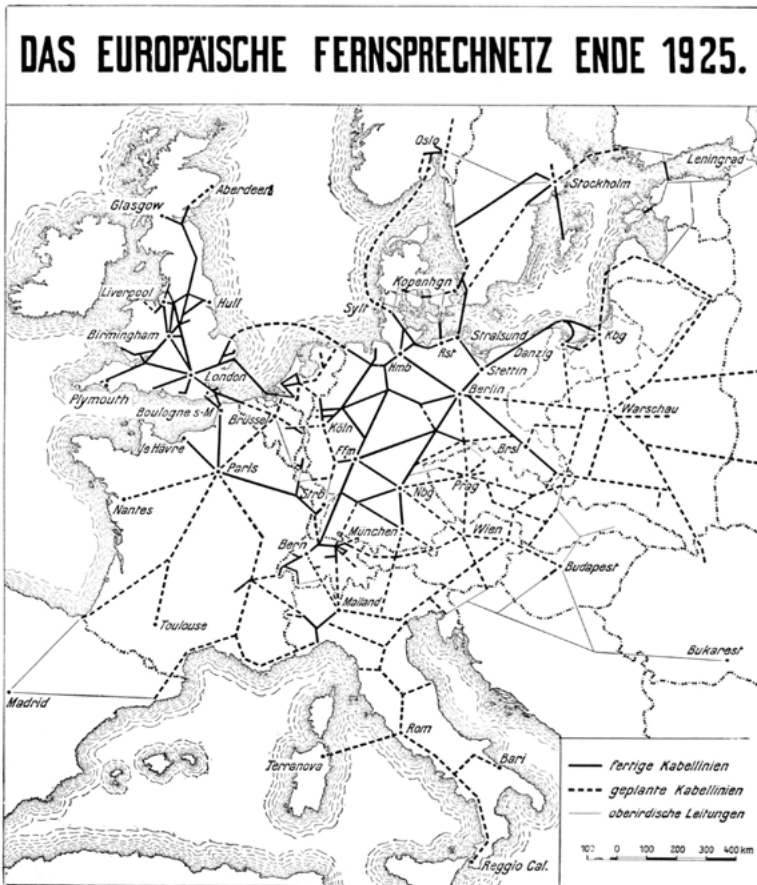 DAS EUROPÄISCHE FERNSPRECHNETZ ENDE 1925.
Oslo
Leningrad
Stockholm
Aberdeen
Glasgow
Kopenhgn
Liverpool
Hull
Sylt
Birmingham
Stralsund
Rst
Danzig
Kbg
Stettin
Hmb
London
Plymouth
Berlin
Boulogne s-M
Brüssel
Köln
Warschau
le Hâvre
Ffm
Brsl
Paris
Strß
Nbg
Prag
Nantes
München
Wien
Bern
Budapest
Mailand
Toulouse
Bukarest
Madrid
Rom
Terranova
Bari
Reggio Cal.
fertige Kabellinien
geplante Kabellinien
oberirdische Leitungen
100 0 100 200 300 400 km